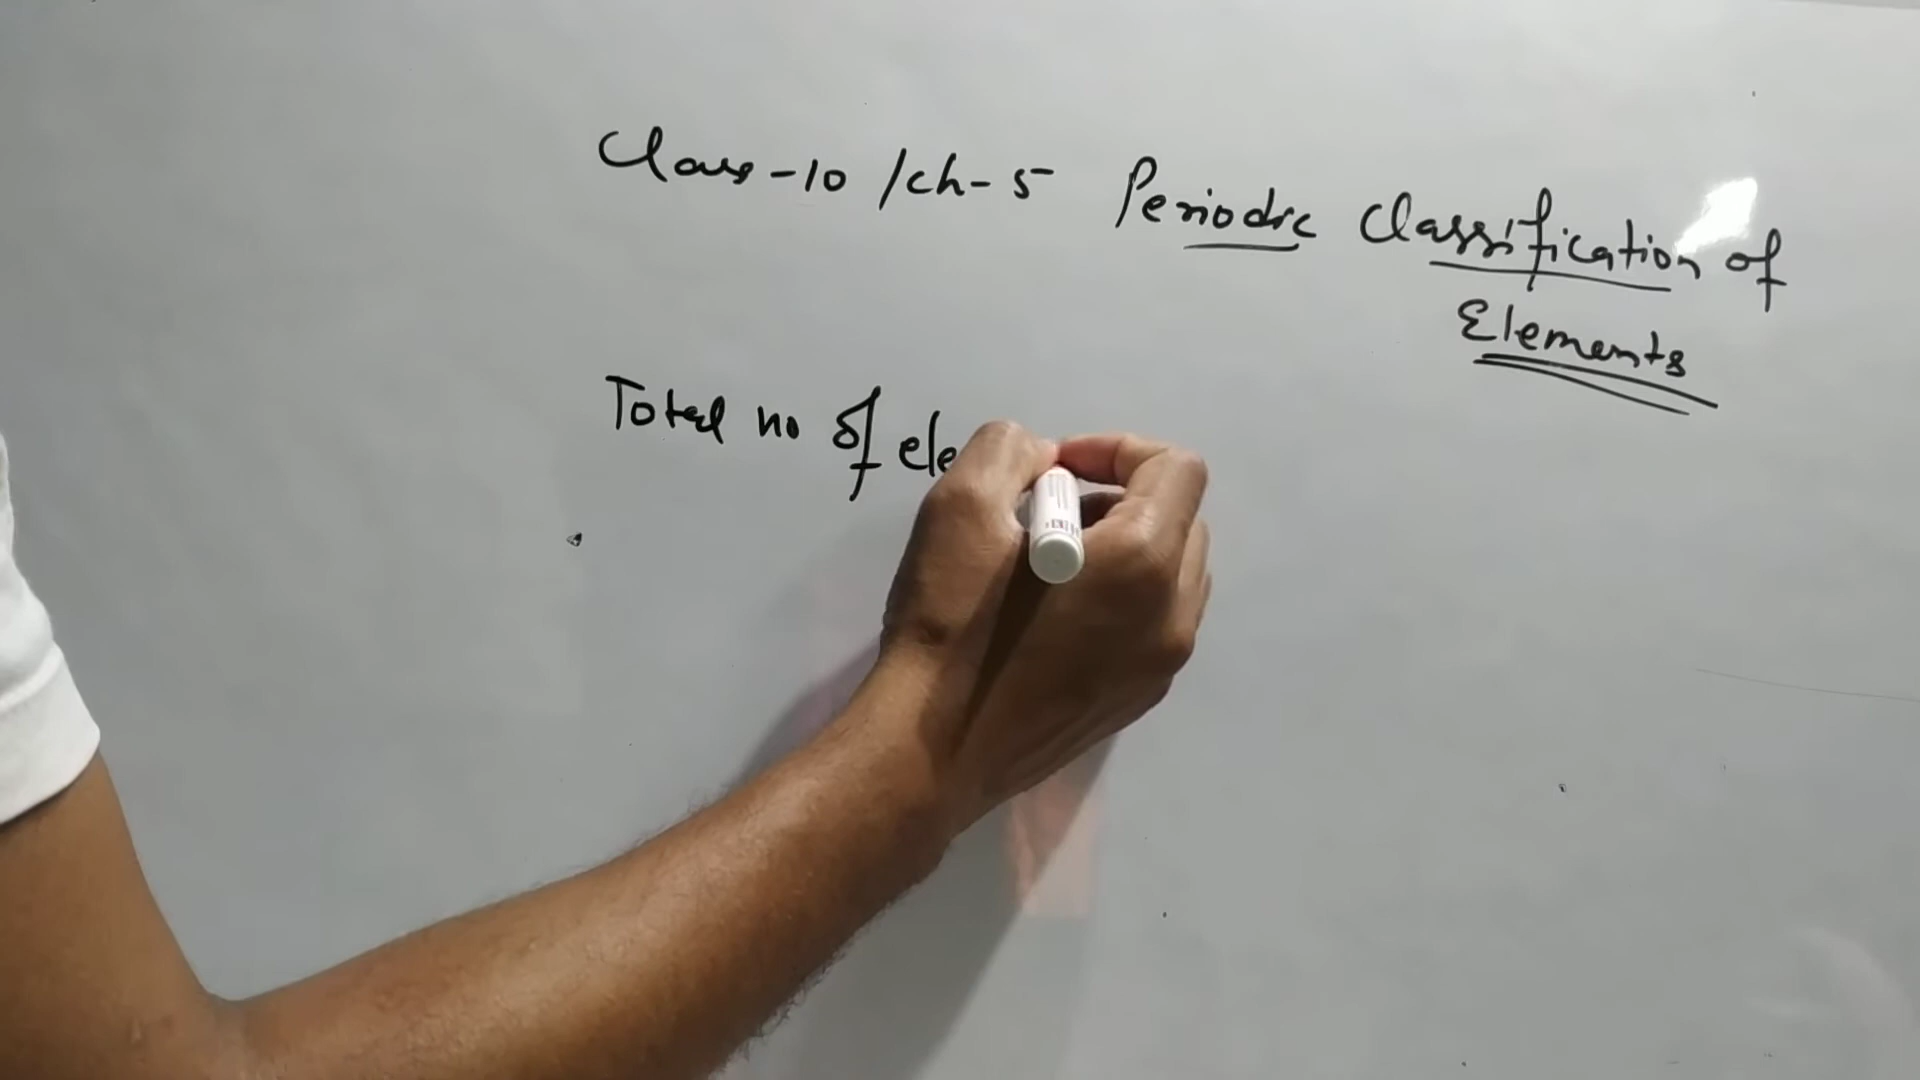 Class-10 /ch-5 Periodic Classification of
Elements
Total no of ele